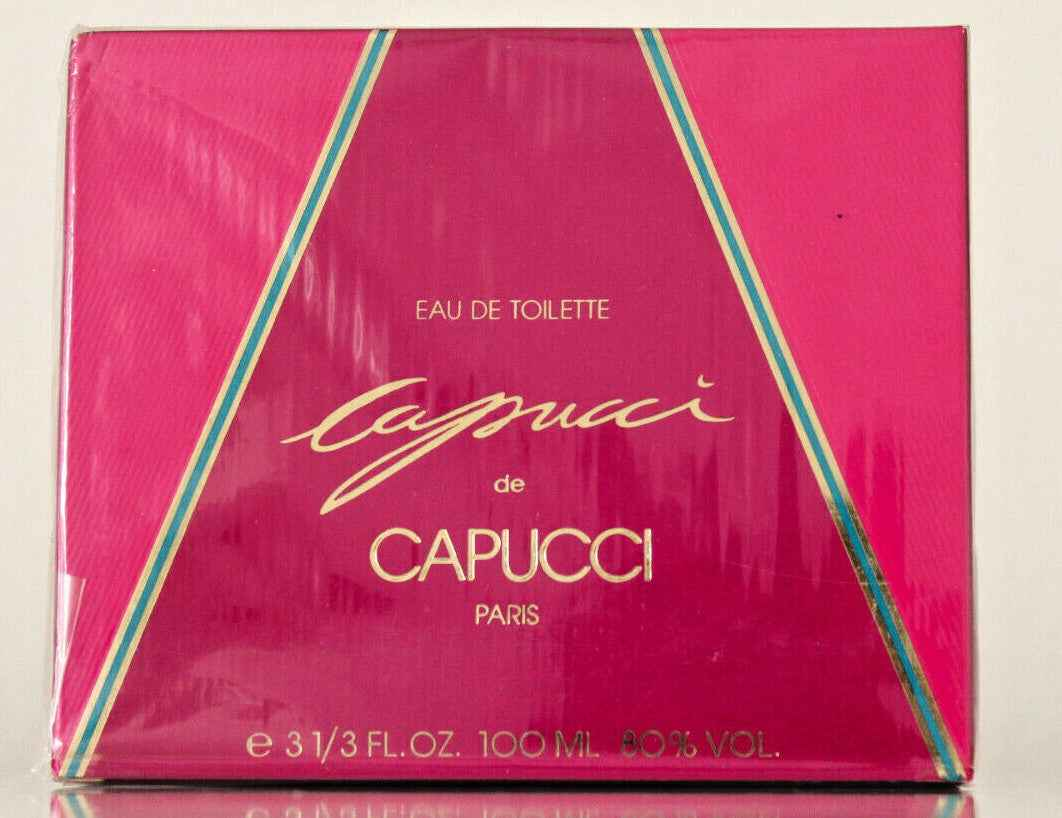 EAU DE TOILETTE
Capucci
de
CAPUCCI
PARIS
e 3 1/3 FL.OZ. 100 ML 80% VOL.